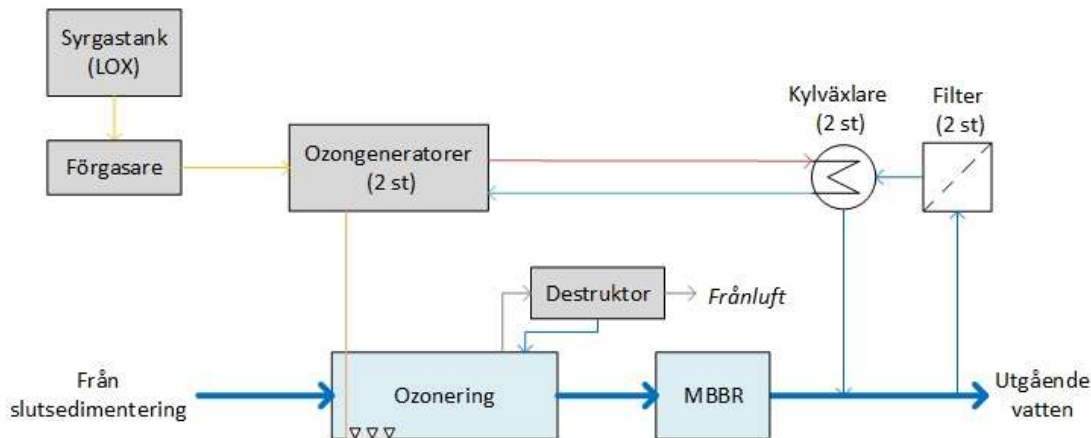 Syrgastank
(LOX)
Kylväxlare
(2 st)
Filter
(2 st)
Förgasare
Ozongeneratorer
(2 st)
Destruktor
Frånluft
Från
slutsedimentering
Ozonering
MBBR
Utgående
vatten